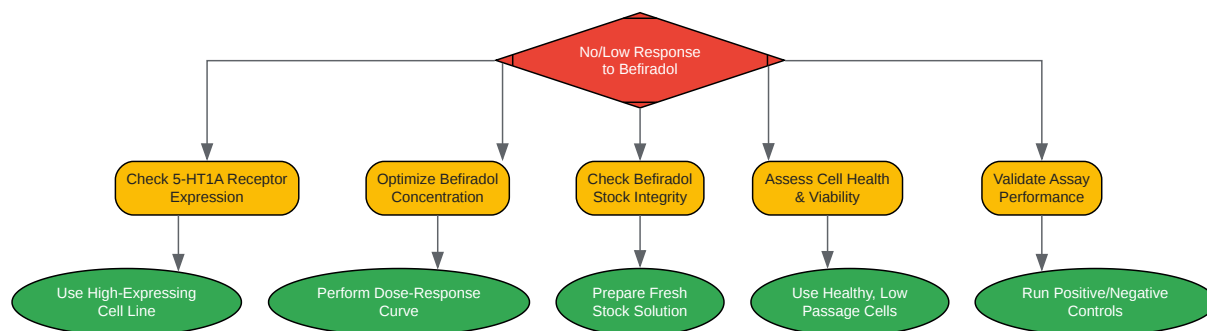 No/Low Response
to Befiradol
Check 5-HT1A Receptor
Expression
Optimize Befiradol
Concentration
Check Befiradol
Stock Integrity
Assess Cell Health
& Viability
Validate Assay
Performance
Use High-Expressing
Cell Line
Perform Dose-Response
Curve
Prepare Fresh
Stock Solution
Use Healthy, Low
Passage Cells
Run Positive/Negative
Controls